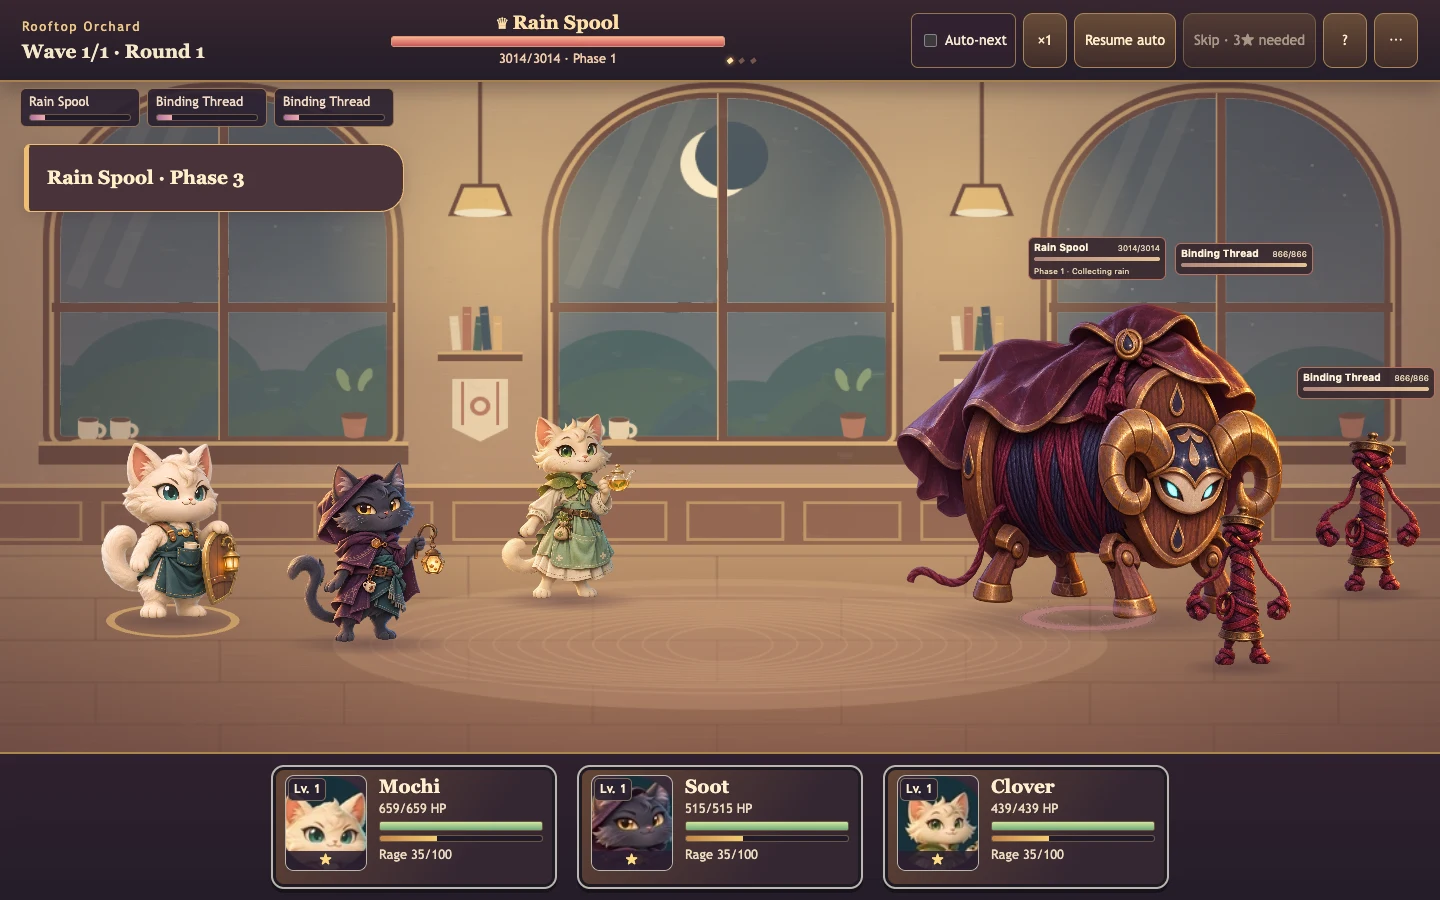 Rooftop Orchard
Wave 1/1 · Round 1
♛ Rain Spool
3014/3014 · Phase 1
Auto-next
×1
Resume auto
Skip · 3★ needed
?
···
Rain Spool
Binding Thread
Binding Thread
Rain Spool · Phase 3
Rain Spool 3014/3014
Phase 1 · Collecting rain
Binding Thread 866/866
Binding Thread 866/866
Lv. 1
Mochi
659/659 HP
Rage 35/100
Lv. 1
Soot
515/515 HP
Rage 35/100
Lv. 1
Clover
439/439 HP
Rage 35/100